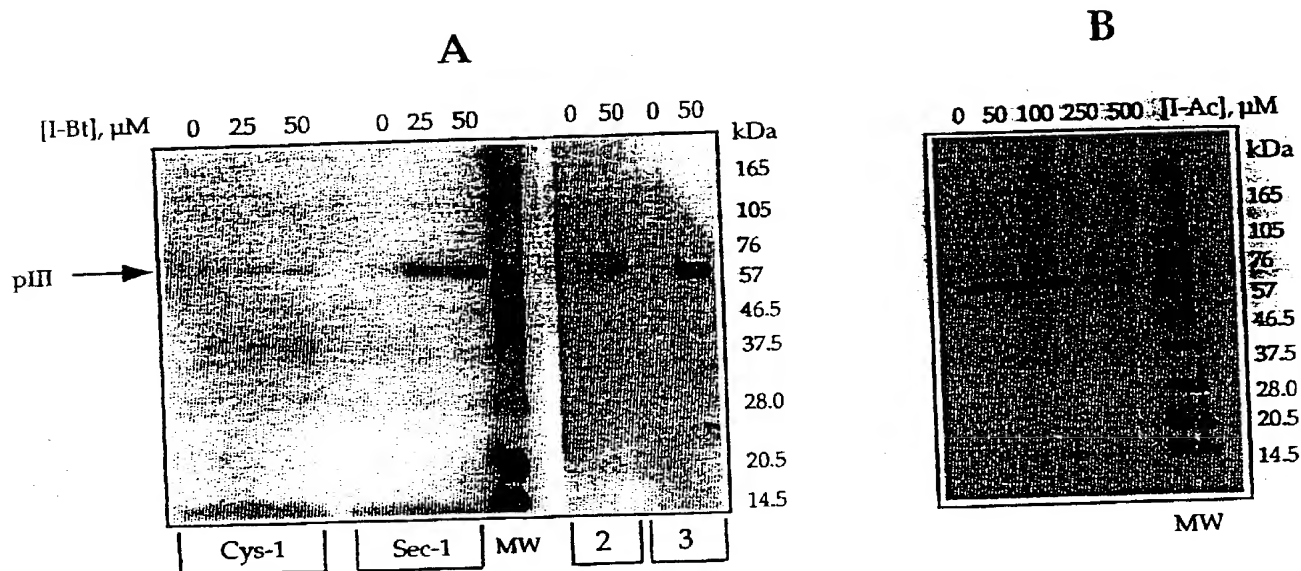 A
[I-Bt], µM 0 25 50 0 25 50 0 50 0 50
kDa
165
105
76
pIII
57
46.5
37.5
28.0
20.5
14.5
Cys-1 Sec-1 MW 2 3
B
0 50 100 250 500 [I-Ac], µM
kDa
165
105
76
57
46.5
37.5
28.0
20.5
14.5
MW